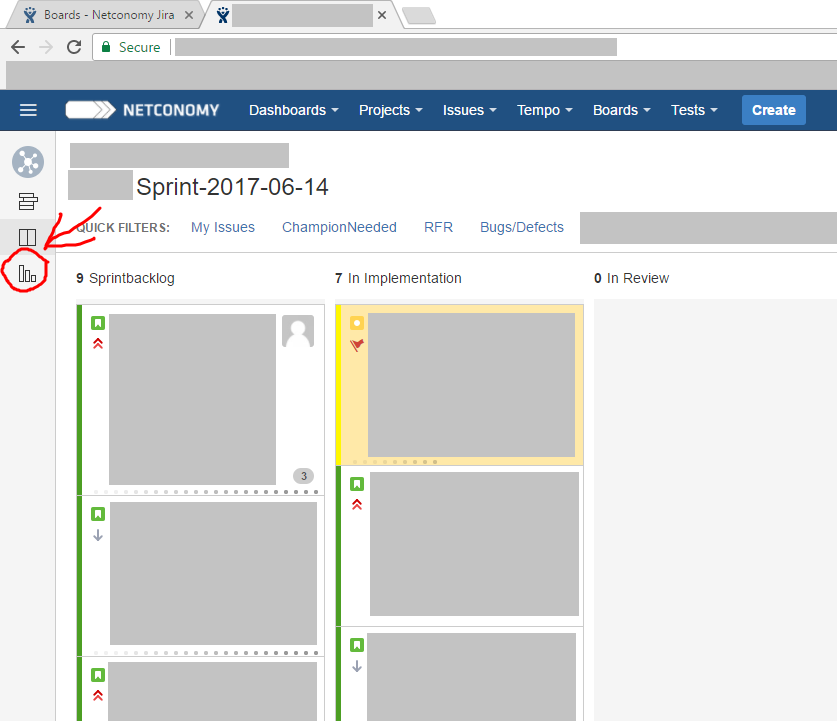 Boards - Netconomy Jira
Secure
NETCONOMY Dashboards Projects Issues Tempo Boards Tests Create
Sprint-2017-06-14
QUICK FILTERS: My Issues ChampionNeeded RFR Bugs/Defects
9 Sprintbacklog 7 In Implementation 0 In Review
3